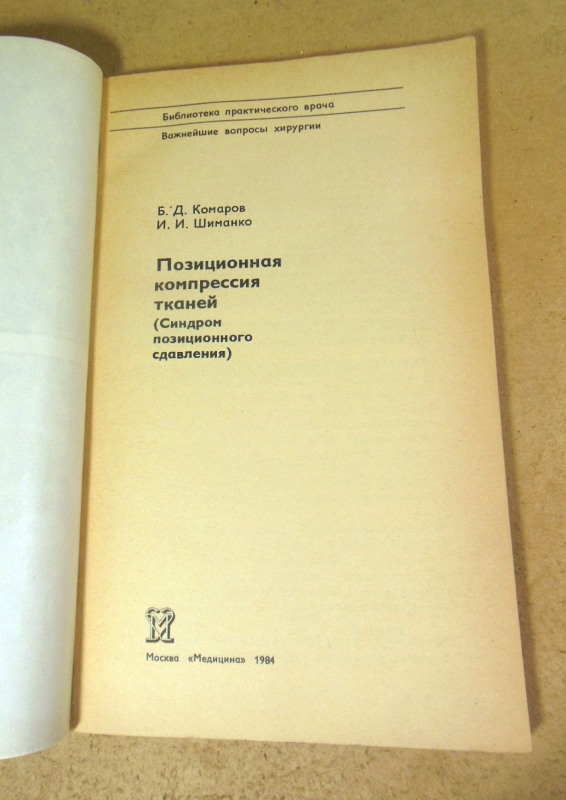 Библиотека практического врача
Важнейшие вопросы хирургии
Б. Д. Комаров
И. И. Шиманко
Позиционная
компрессия
тканей
(Синдром
позиционного
сдавления)
М
Москва «Медицина» 1984